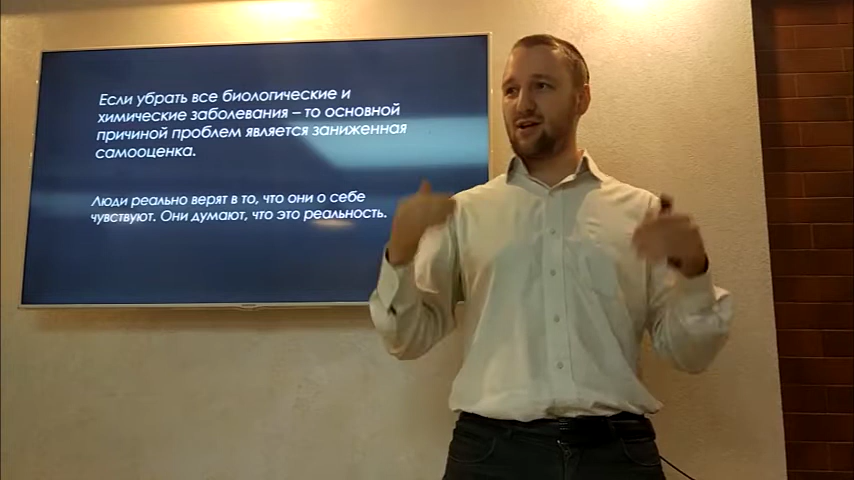 Если убрать все биологические и
химические заболевания – то основной
причиной проблем является заниженная
самооценка.
Люди реально верят в то, что они о себе
чувствуют. Они думают, что это реальность.